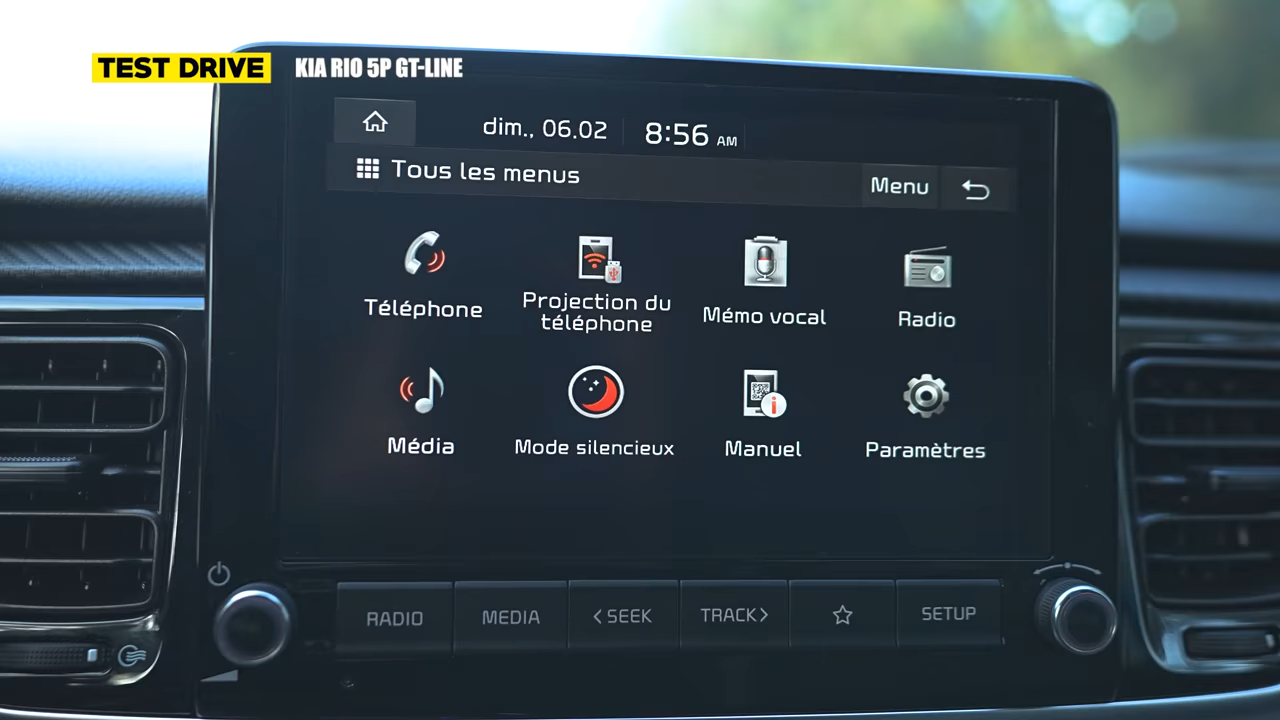 TEST DRIVE
KIA RIO 5P GT-LINE
dim., 06.02
8:56 AM
Tous les menus
Menu
Téléphone
Projection du
téléphone
Mémo vocal
Radio
Média
Mode silencieux
Manuel
Paramètres
RADIO
MEDIA
<SEEK
TRACK>
SETUP